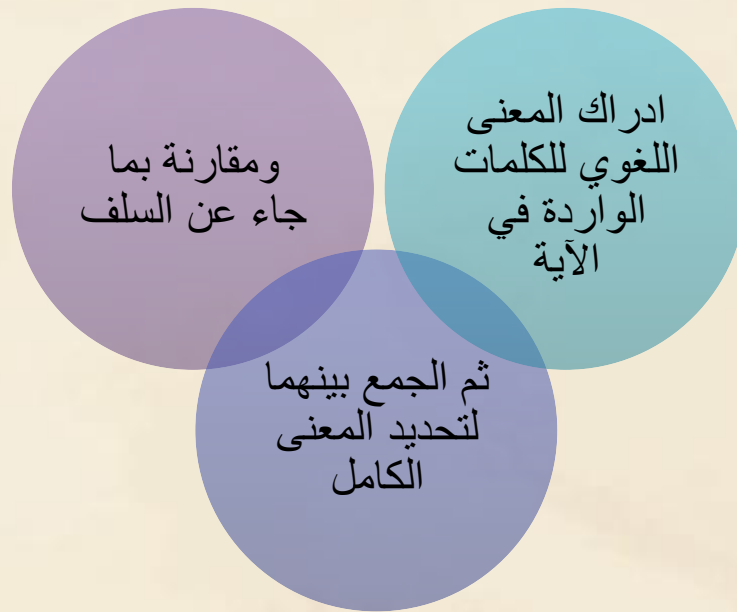 ادراك المعنى
اللغوي للكلمات
الواردة في
الآية
ومقارنة بما
جاء عن السلف
ثم الجمع بينهما
لتحديد المعنى
الكامل